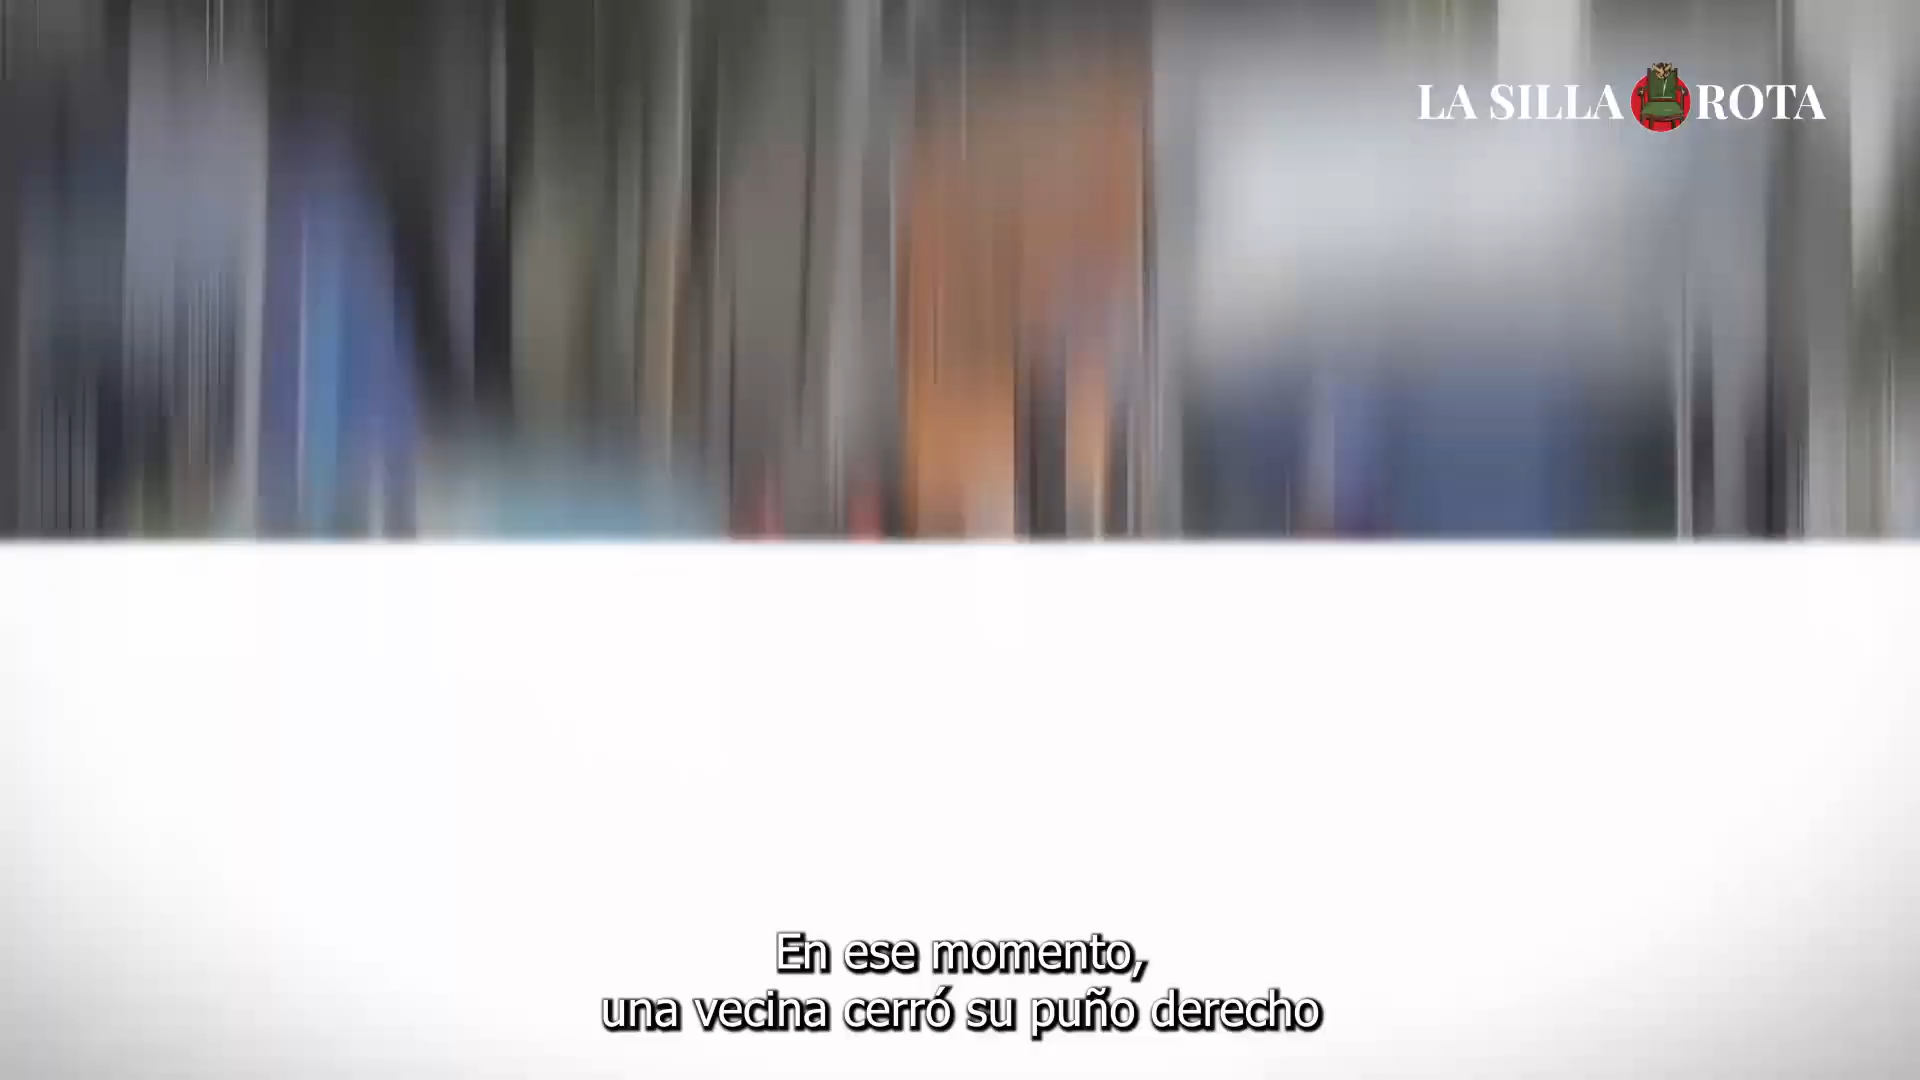 LA SILLA ROTA
En ese momento,
una vecina cerró su puño derecho